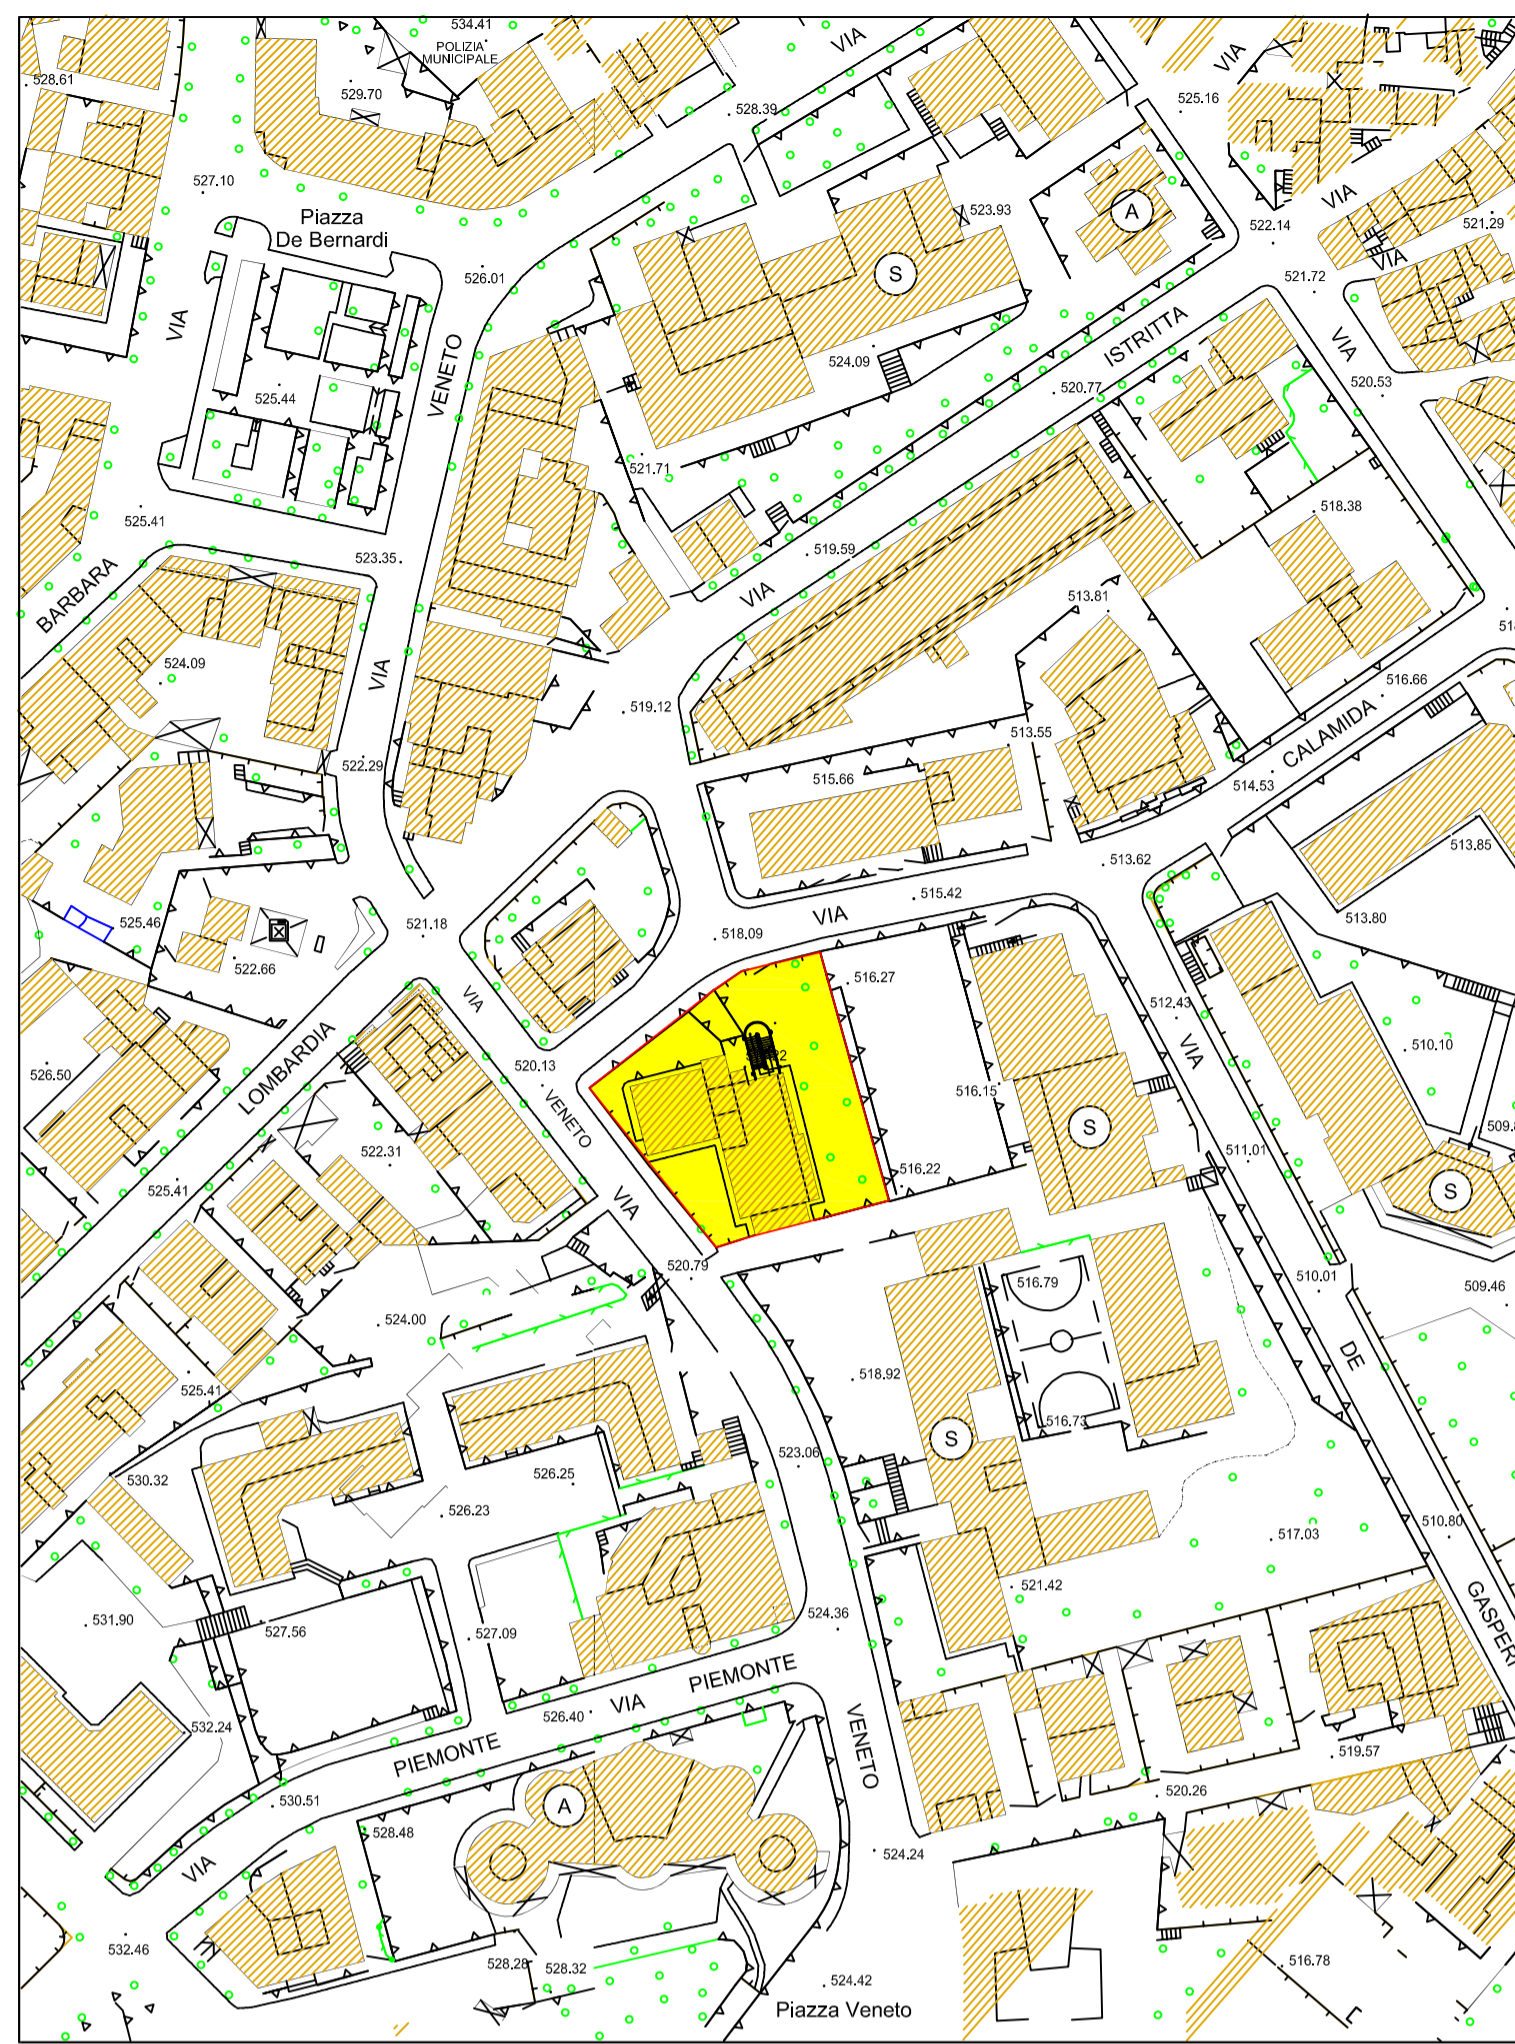 534.41
POLIZIA
MUNICIPALE
VIA
VIA
528.61
529.70
528.39
525.16
527.10
Piazza
De Bernardi
523.93
A
VIA
522.14
521.29
526.01
S
521.72
VIA
VIA
VENETO
ISTRITTA
VIA
525.44
524.09
520.77
520.53
521.71
525.41
518.38
523.35
519.59
BARBARA
VIA
513.81
524.09
VIA
516.66
519.12
CALAMIDA
513.55
522.29
515.66
514.53
513.62
513.85
515.42
525.46
521.18
VIA
513.80
518.09
522.66
516.27
VIA
512.43
LOMBARDIA
VIA
510.10
526.50
520.13
516.15
VENETO
S
522.31
511.01
525.41
516.22
S
VIA
520.79
516.79
510.01
509.46
524.00
DE
518.92
525.41
516.73
S
523.06
530.32
526.25
526.23
510.80
517.03
521.42
531.90
527.56
527.09
524.36
GASPERI
PIEMONTE
VIA
526.40
532.24
PIEMONTE
VENETO
519.57
520.26
530.51
A
528.48
VIA
524.24
532.46
528.28
528.32
516.78
524.42
Piazza Veneto